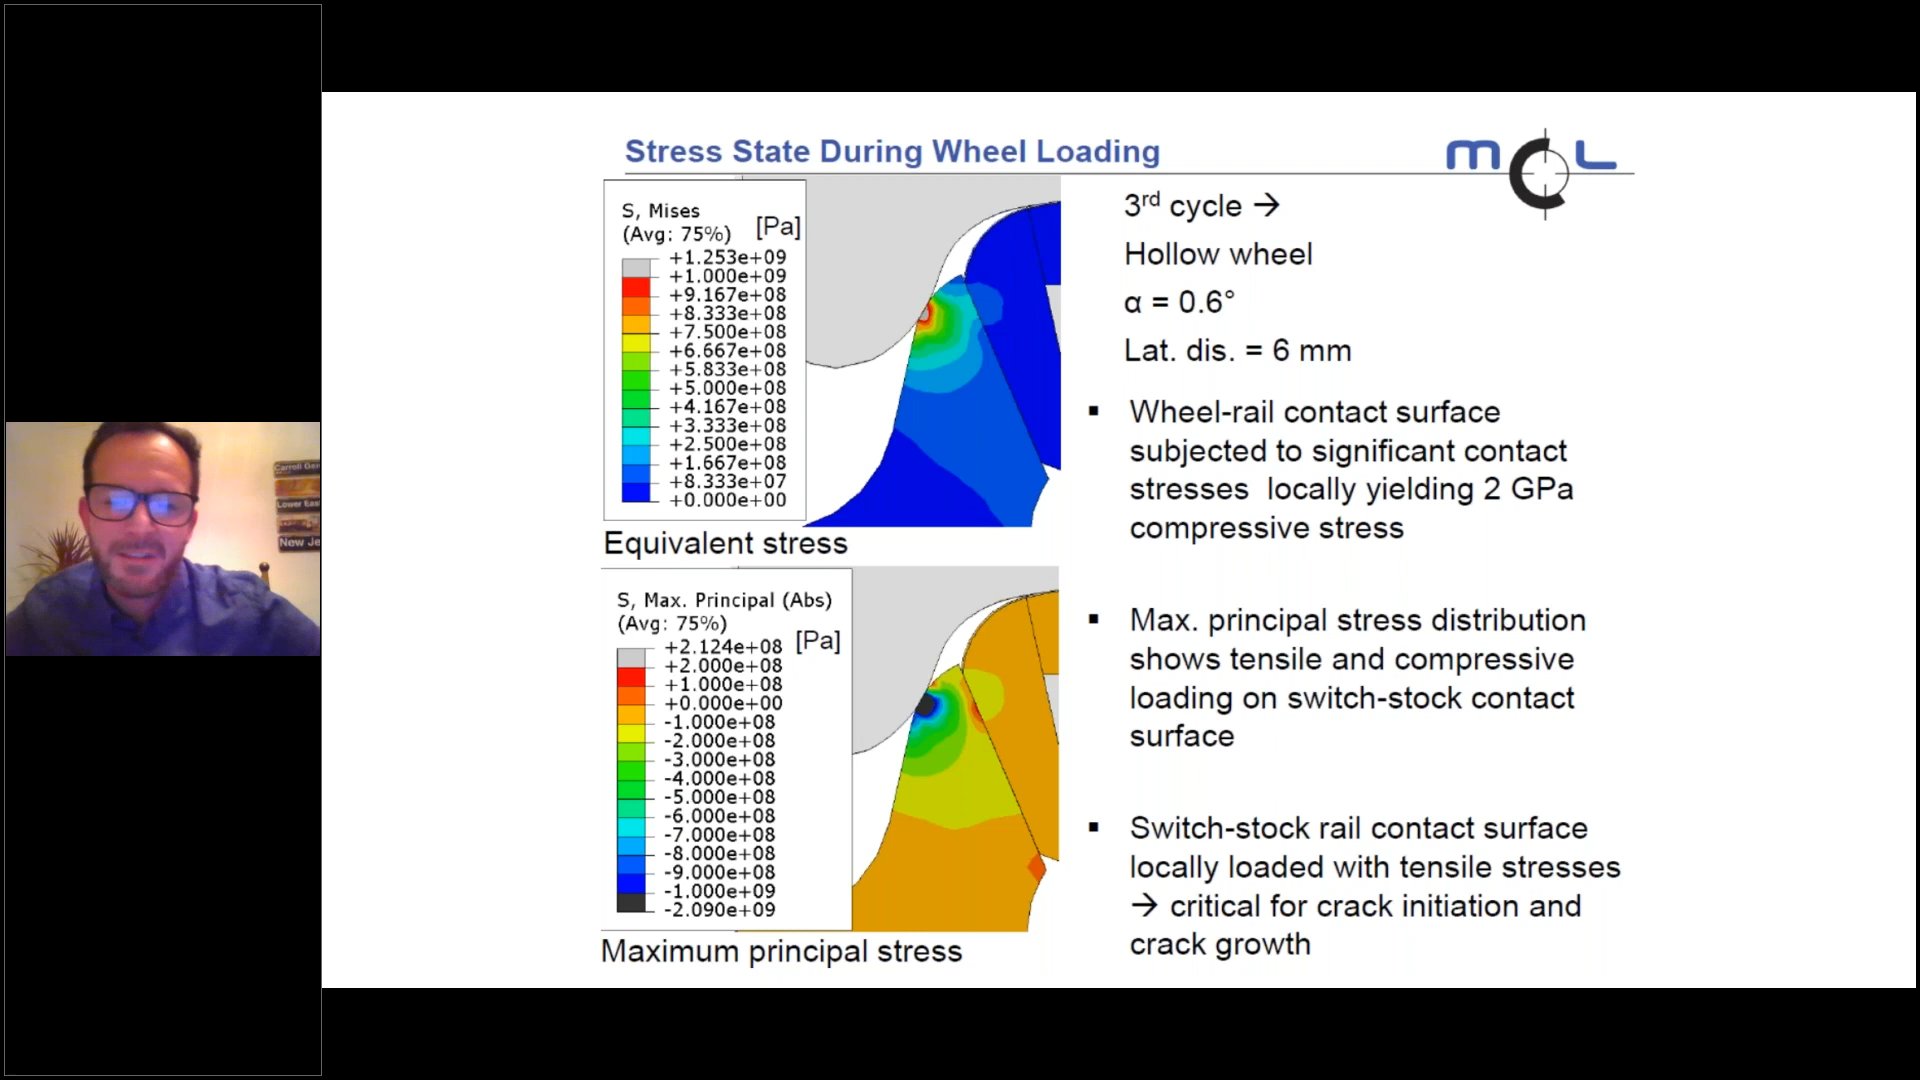 Stress State During Wheel Loading
mCL
S, Mises
(Avg: 75%) [Pa]
+1.253e+09
+1.000e+09
+9.167e+08
+8.333e+08
+7.500e+08
+6.667e+08
+5.833e+08
+5.000e+08
+4.167e+08
+3.333e+08
+2.500e+08
+1.667e+08
+8.333e+07
+0.000e+00
Equivalent stress
S, Max. Principal (Abs)
(Avg: 75%) [Pa]
+2.124e+08
+2.000e+08
+1.000e+08
+0.000e+00
-1.000e+08
-2.000e+08
-3.000e+08
-4.000e+08
-5.000e+08
-6.000e+08
-7.000e+08
-8.000e+08
-9.000e+08
-1.000e+09
-2.090e+09
Maximum principal stress
3rd cycle →
Hollow wheel
α = 0.6°
Lat. dis. = 6 mm
▪ Wheel-rail contact surface
subjected to significant contact
stresses locally yielding 2 GPa
compressive stress
▪ Max. principal stress distribution
shows tensile and compressive
loading on switch-stock contact
surface
▪ Switch-stock rail contact surface
locally loaded with tensile stresses
→ critical for crack initiation and
crack growth
Carroll Gar
Lower Eas
New Je